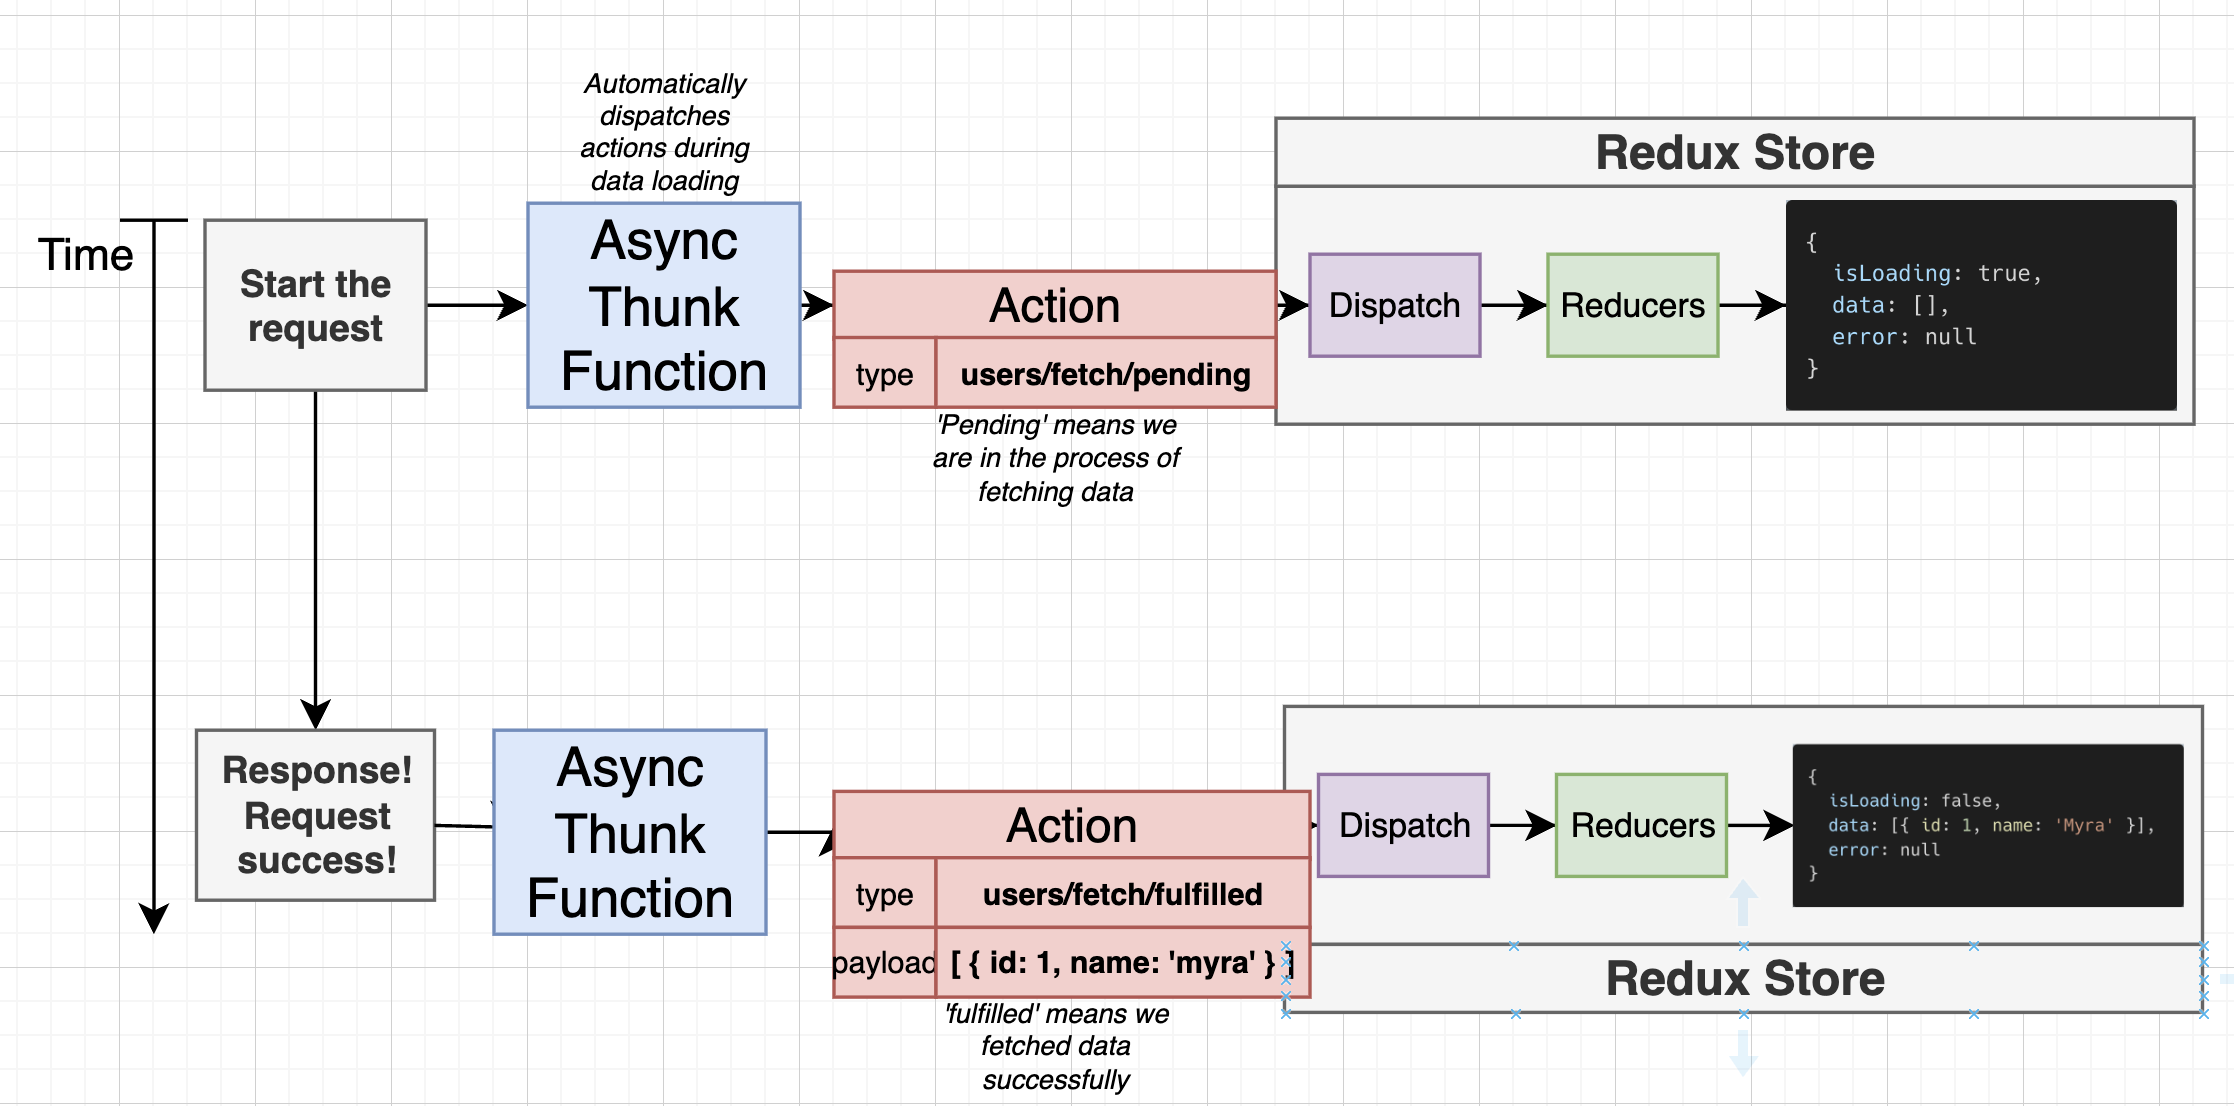 Automatically
dispatches
actions during
data loading
Redux Store
Time
Start the
request
Async
Thunk
Function
Action
type
users/fetch/pending
'Pending' means we
are in the process of
fetching data
Dispatch
Reducers
{
isLoading: true,
data: [],
error: null
}
Response!
Request
success!
Async
Thunk
Function
Action
type
users/fetch/fulfilled
payload
[ { id: 1, name: 'myra' } ]
'fulfilled' means we
fetched data
successfully
Dispatch
Reducers
{
isLoading: false,
data: [{ id: 1, name: 'Myra' }],
error: null
}
Redux Store